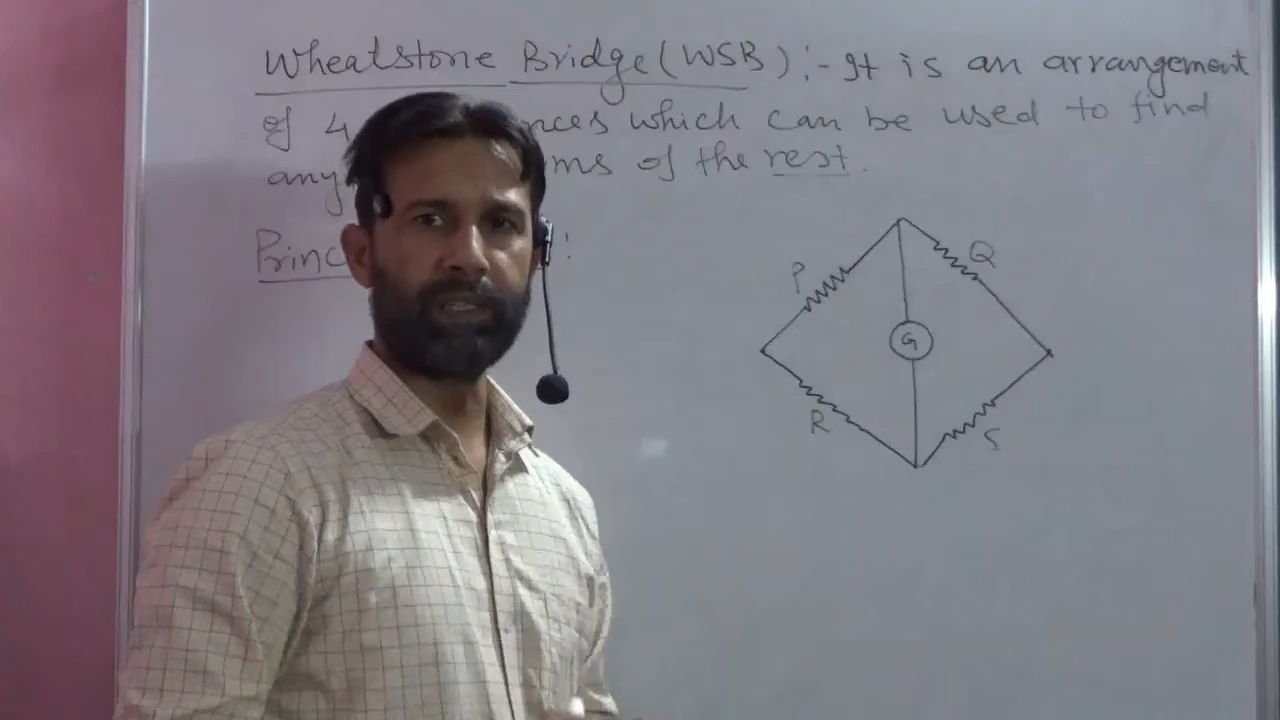 Wheatstone Bridge (WSB) :- It is an arrangement
of 4 nces which can be used to find
any ms of the rest.
Princ :
P
Q
G
R
S